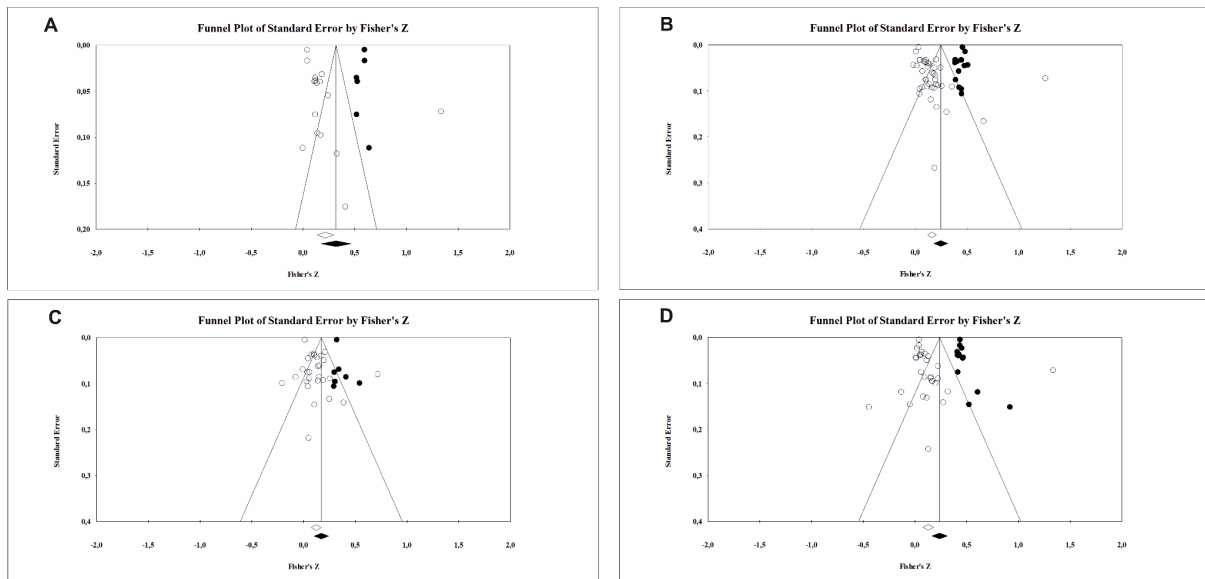 A
Funnel Plot of Standard Error by Fisher's Z
Standard Error
0,00
0,05
0,10
0,15
0,20
-2,0 -1,5 -1,0 -0,5 0,0 0,5 1,0 1,5 2,0
Fisher's Z
B
Funnel Plot of Standard Error by Fisher's Z
Standard Error
0,0
0,1
0,2
0,3
0,4
-2,0 -1,5 -1,0 -0,5 0,0 0,5 1,0 1,5 2,0
Fisher's Z
C
Funnel Plot of Standard Error by Fisher's Z
Standard Error
0,0
0,1
0,2
0,3
0,4
-2,0 -1,5 -1,0 -0,5 0,0 0,5 1,0 1,5 2,0
Fisher's Z
D
Funnel Plot of Standard Error by Fisher's Z
Standard Error
0,0
0,1
0,2
0,3
0,4
-2,0 -1,5 -1,0 -0,5 0,0 0,5 1,0 1,5 2,0
Fisher's Z